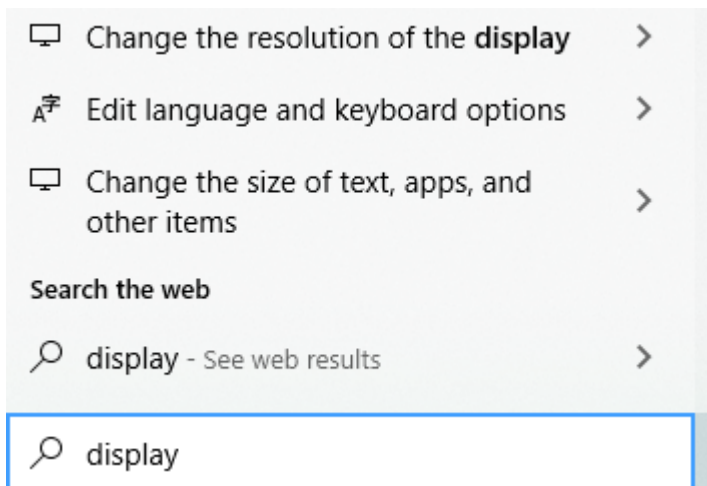 Change the resolution of the display
Edit language and keyboard options
Change the size of text, apps, and
other items
Search the web
display - See web results
display